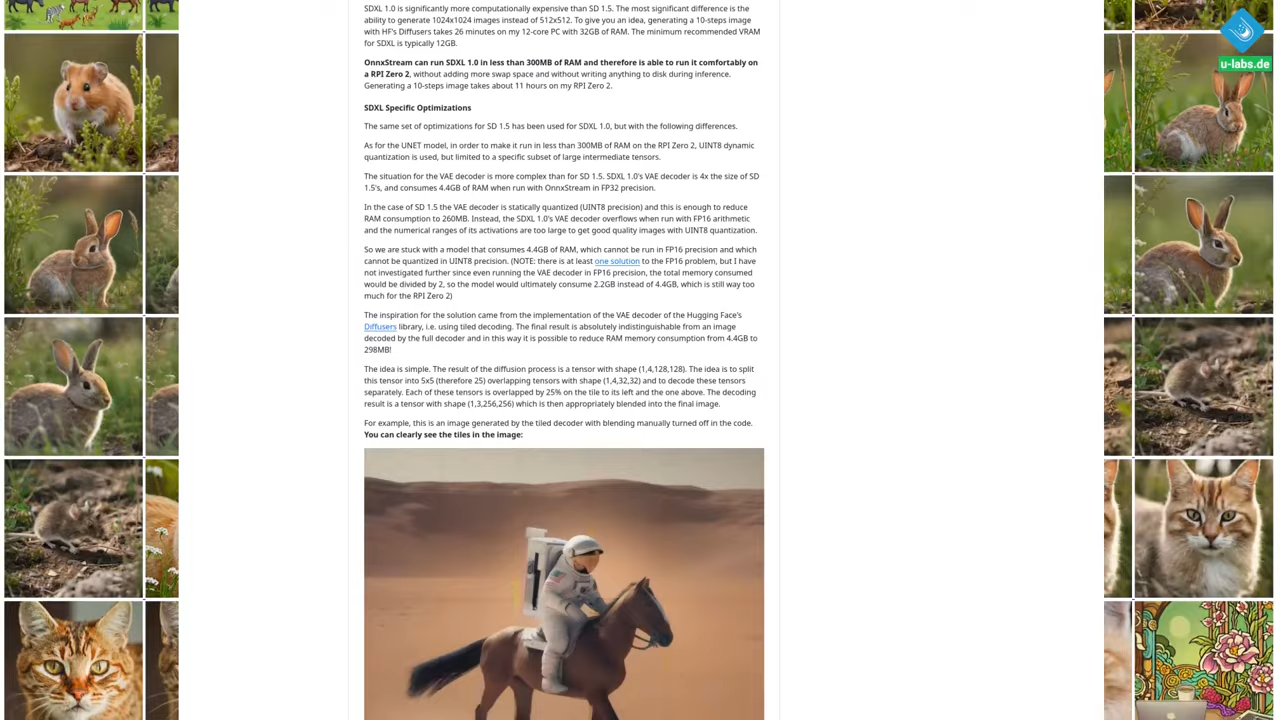 SDXL 1.0 is significantly more computationally expensive than SD 1.5. The most significant difference is the
ability to generate 1024x1024 images instead of 512x512. To give you an idea, generating a 10-steps image
with HF's Diffusers takes 26 minutes on my 12-core PC with 32GB of RAM. The minimum recommended VRAM
for SDXL is typically 12GB.
OnnxStream can run SDXL 1.0 in less than 300MB of RAM and therefore is able to run it comfortably on
a RPI Zero 2, without adding more swap space and without writing anything to disk during inference.
Generating a 10-steps image takes about 11 hours on my RPI Zero 2.
SDXL Specific Optimizations
The same set of optimizations for SD 1.5 has been used for SDXL 1.0, but with the following differences.
As for the UNET model, in order to make it run in less than 300MB of RAM on the RPI Zero 2, UINT8 dynamic
quantization is used, but limited to a specific subset of large intermediate tensors.
The situation for the VAE decoder is more complex than for SD 1.5. SDXL 1.0's VAE decoder is 4x the size of SD
1.5's, and consumes 4.4GB of RAM when run with OnnxStream in FP32 precision.
In the case of SD 1.5 the VAE decoder is statically quantized (UINT8 precision) and this is enough to reduce
RAM consumption to 260MB. Instead, the SDXL 1.0's VAE decoder overflows when run with FP16 arithmetic
and the numerical ranges of its activations are too large to get good quality images with UINT8 quantization.
So we are stuck with a model that consumes 4.4GB of RAM, which cannot be run in FP16 precision and which
cannot be quantized in UINT8 precision. (NOTE: there is at least one solution to the FP16 problem, but I have
not investigated further since even running the VAE decoder in FP16 precision, the total memory consumed
would be divided by 2, so the model would ultimately consume 2.2GB instead of 4.4GB, which is still way too
much for the RPI Zero 2)
The inspiration for the solution came from the implementation of the VAE decoder of the Hugging Face's
Diffusers library, i.e. using tiled decoding. The final result is absolutely indistinguishable from an image
decoded by the full decoder and in this way it is possible to reduce RAM memory consumption from 4.4GB to
298MB!
The idea is simple. The result of the diffusion process is a tensor with shape (1,4,128,128). The idea is to split
this tensor into 5x5 (therefore 25) overlapping tensors with shape (1,4,32,32) and to decode these tensors
separately. Each of these tensors is overlapped by 25% on the tile to its left and the one above. The decoding
result is a tensor with shape (1,3,256,256) which is then appropriately blended into the final image.
For example, this is an image generated by the tiled decoder with blending manually turned off in the code.
You can clearly see the tiles in the image:
u-labs.de